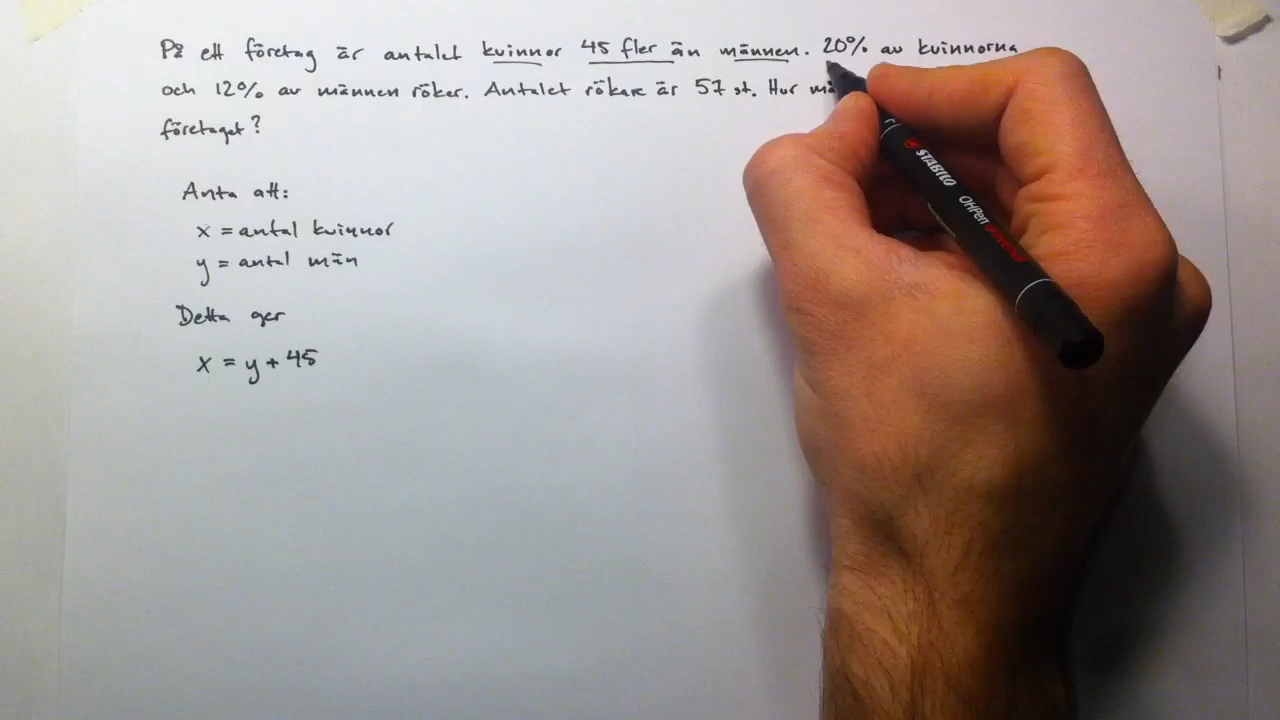 På ett företag är antalet kvinnor 45 fler än männen. 20% av kvinnorna
och 12% av männen röker. Antalet rökare är 57 st. Hur
företaget?
Anta att:
x = antal kvinnor
y = antal män
Detta ger
x = y + 45
STABILO OHPen universal